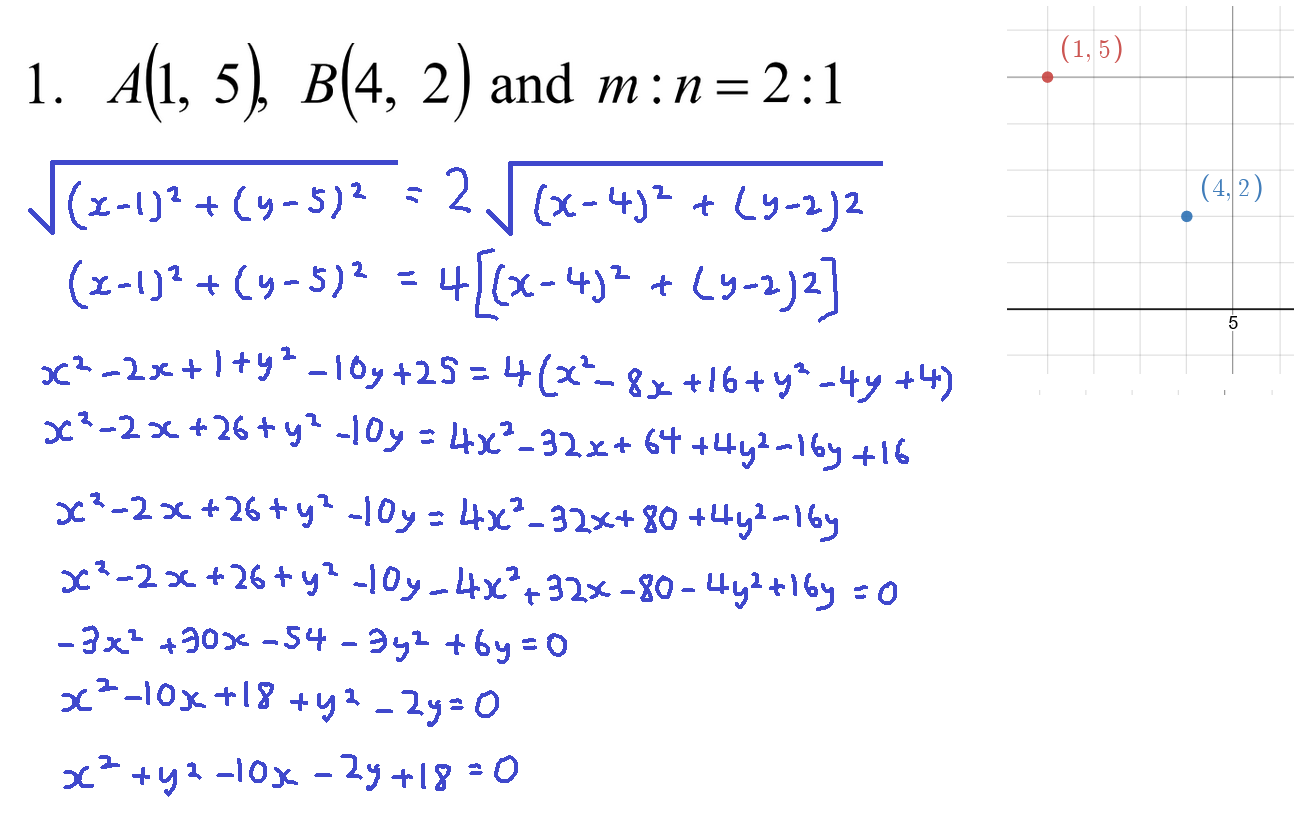 1. A(1, 5), B(4, 2) and m : n = 2 : 1
(1, 5)
(4, 2)
5
√((x-1)² + (y-5)²) = 2√((x-4)² + (y-2)2)
(x-1)² + (y-5)² = 4[(x-4)² + (y-2)2]
x² -2x + 1 + y² -10y + 25 = 4(x² - 8x + 16 + y² - 4y + 4)
x² -2x + 26 + y² -10y = 4x² - 32x + 64 + 4y² - 16y + 16
x² -2x + 26 + y² -10y = 4x² - 32x + 80 + 4y² - 16y
x² -2x + 26 + y² -10y - 4x² + 32x - 80 - 4y² + 16y = 0
-3x² + 30x - 54 - 3y² + 6y = 0
x² - 10x + 18 + y² - 2y = 0
x² + y² - 10x - 2y + 18 = 0